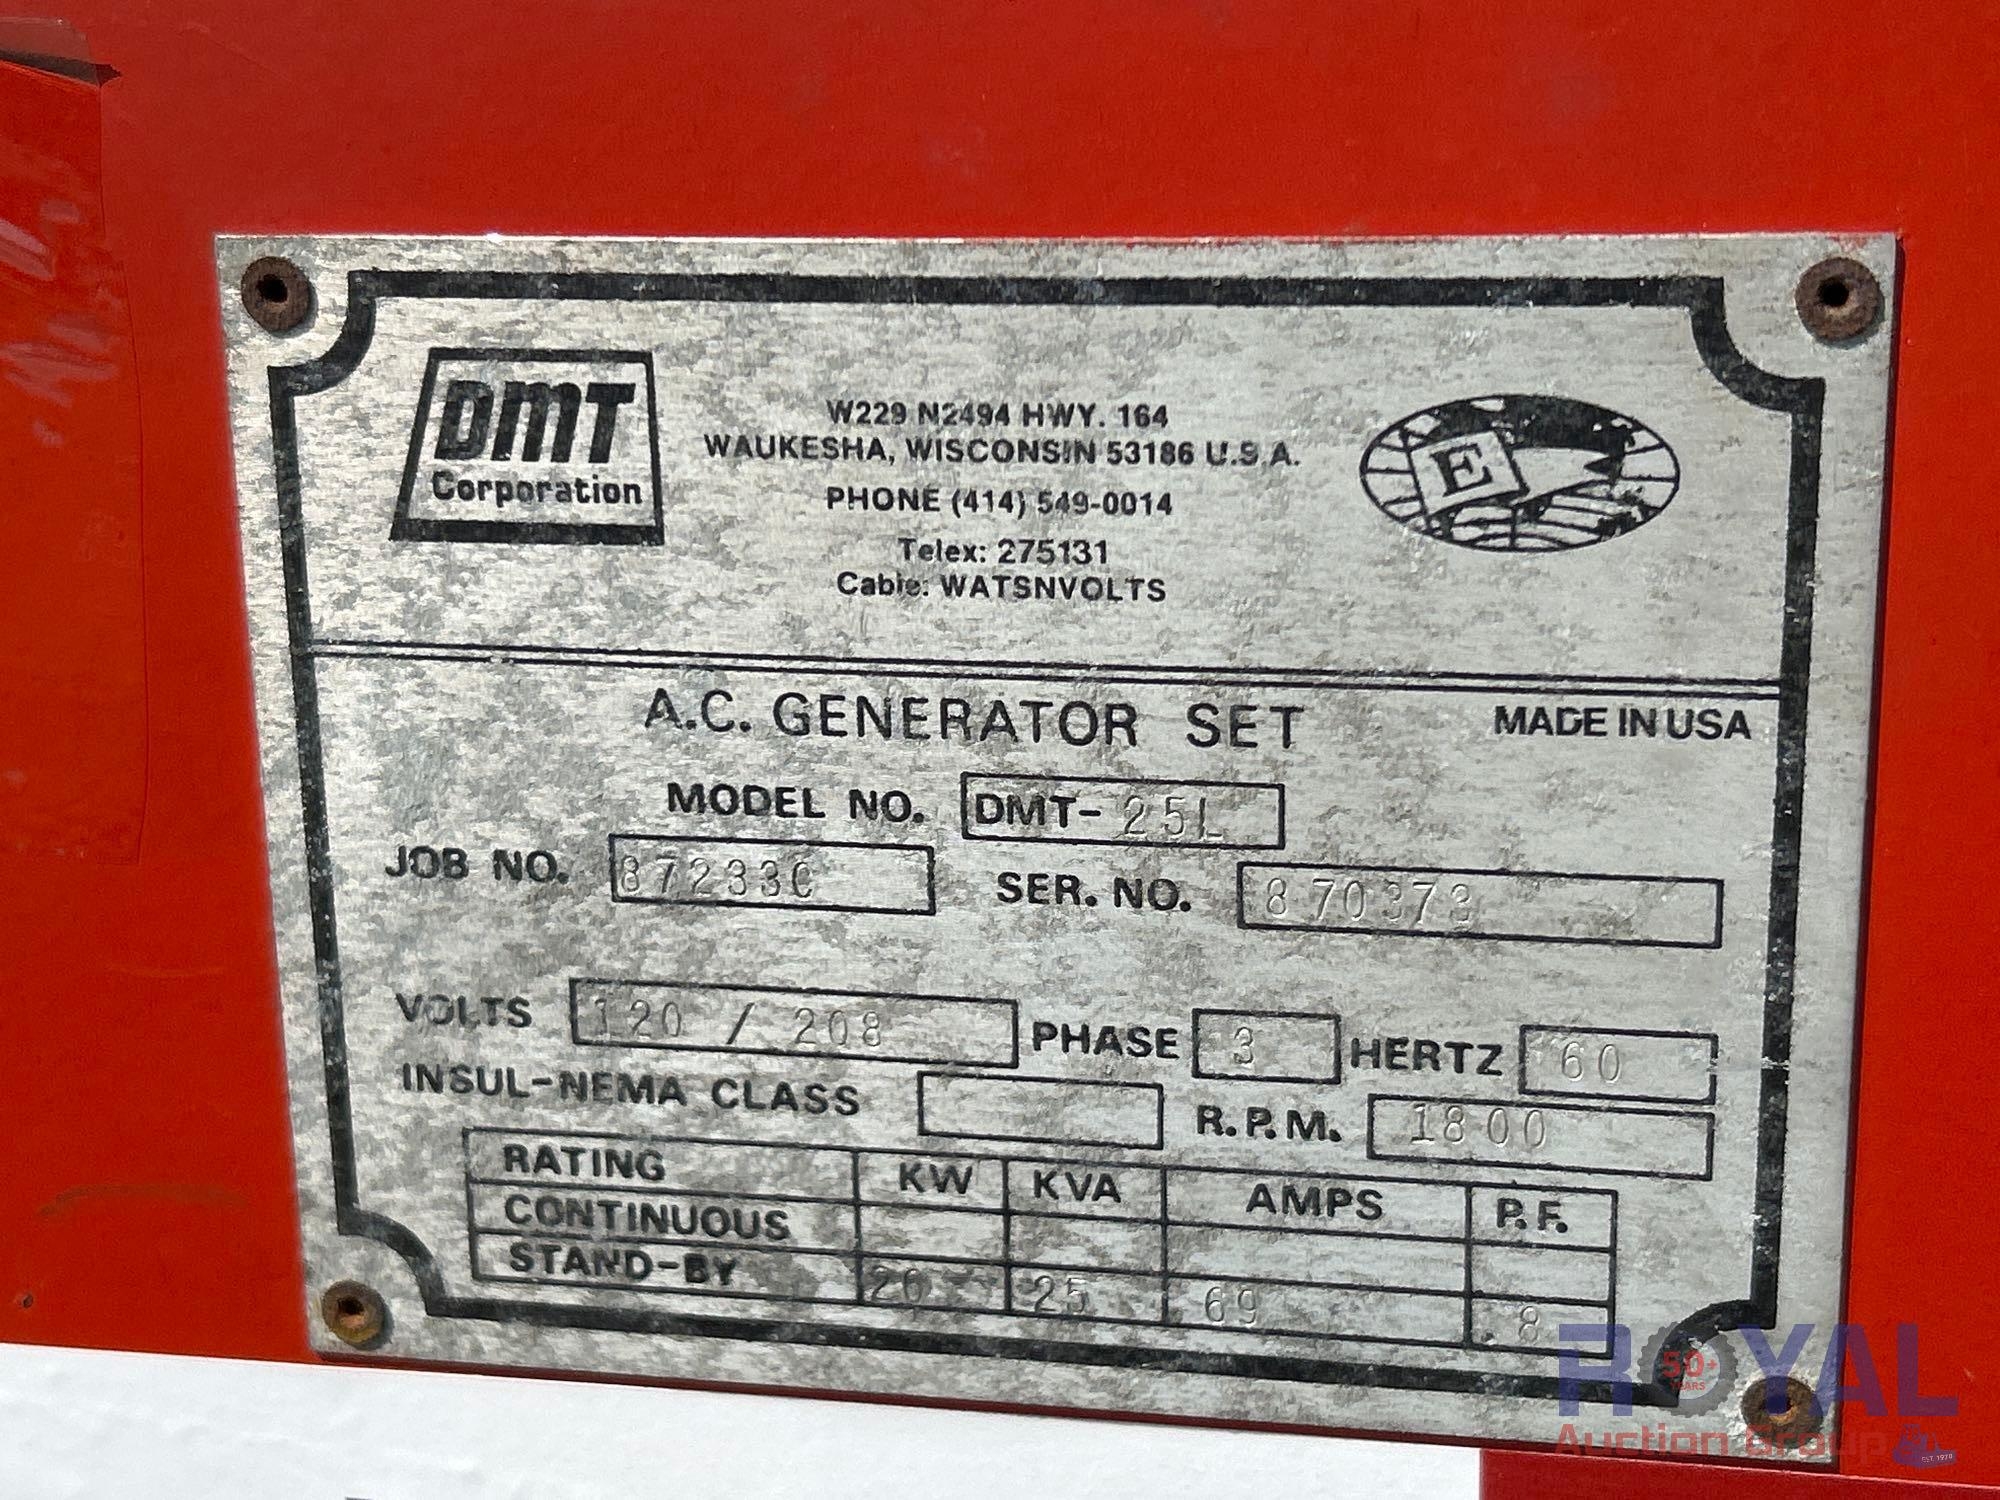 DMT
Corporation
W229 N2494 HWY. 164
WAUKESHA, WISCONSIN 53186 U.S.A.
PHONE (414) 549-0014
Telex: 275131
Cable: WATSNVOLTS
E
A.C. GENERATOR SET
MADE IN USA
MODEL NO. DMT- 25L
JOB NO. 87233C
SER. NO. 870373
VOLTS 120 / 208
PHASE 3
HERTZ 60
INSUL-NEMA CLASS
R.P.M. 1800
RATING KW KVA AMPS P.F.
CONTINUOUS
STAND-BY 20 25 69 .8
ROYAL
50+
YEARS
Auction Group
EST. 1970